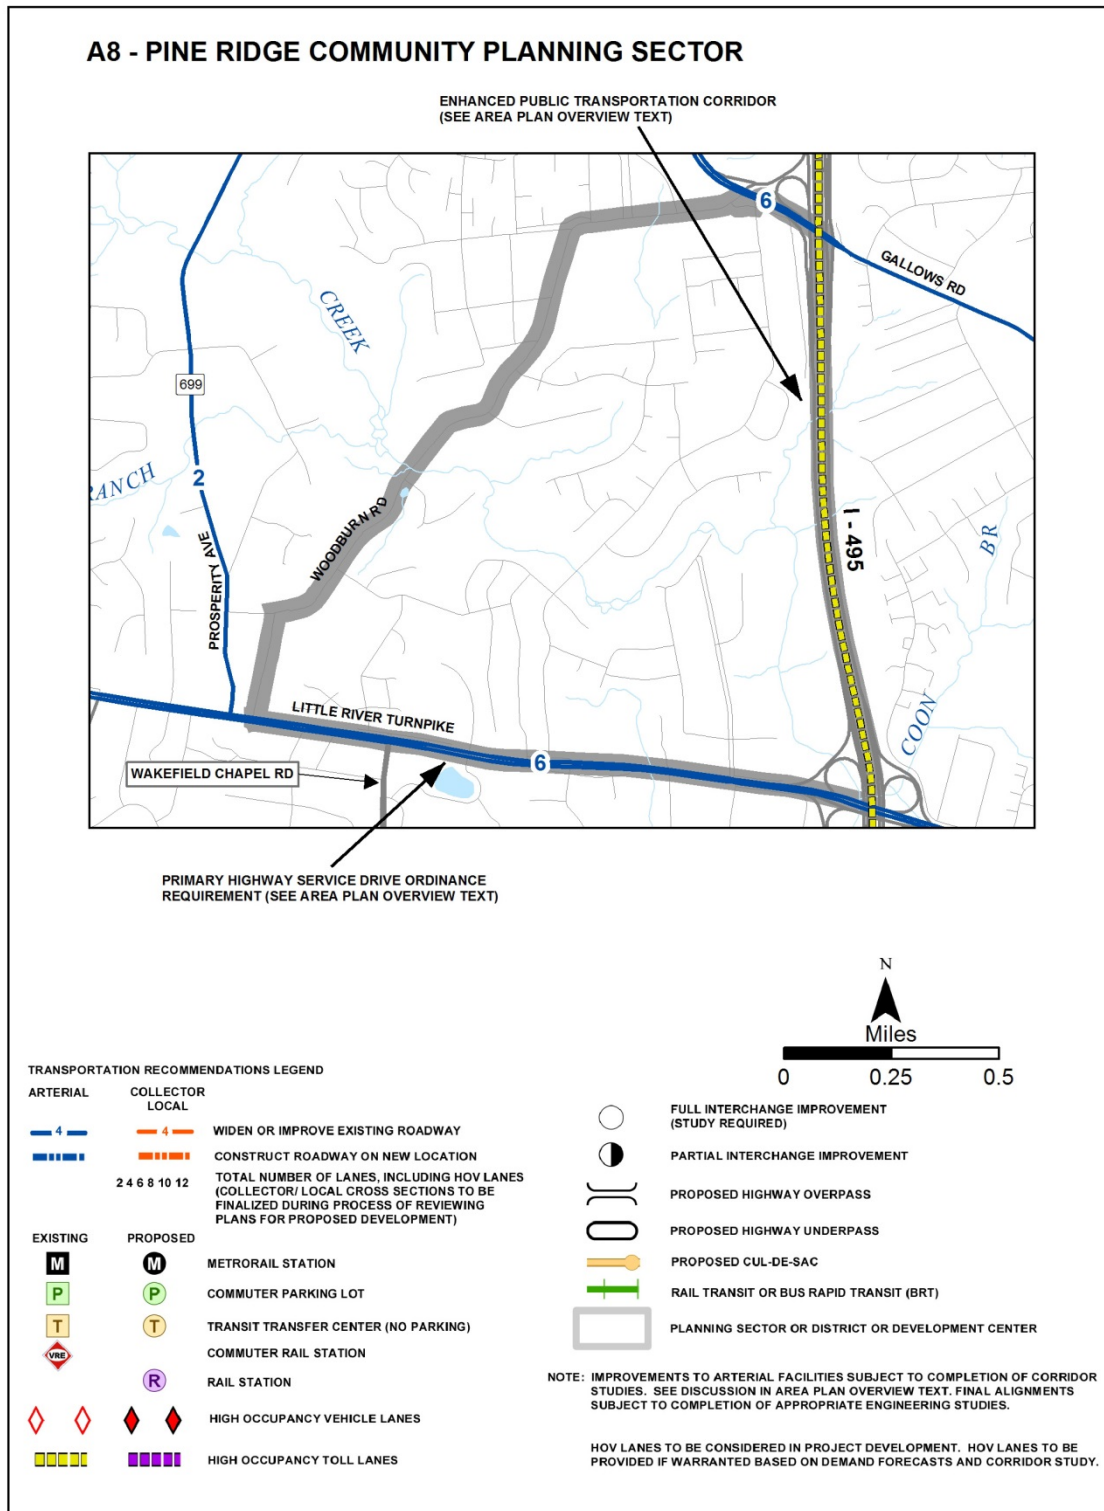 A8 - PINE RIDGE COMMUNITY PLANNING SECTOR
ENHANCED PUBLIC TRANSPORTATION CORRIDOR
(SEE AREA PLAN OVERVIEW TEXT)
6
GALLOWS RD
CREEK
699
RANCH
2
WOODBURN RD
I - 495
BR
PROSPERITY AVE
COON
LITTLE RIVER TURNPIKE
6
WAKEFIELD CHAPEL RD
PRIMARY HIGHWAY SERVICE DRIVE ORDINANCE
REQUIREMENT (SEE AREA PLAN OVERVIEW TEXT)
N
Miles
0 0.25 0.5
TRANSPORTATION RECOMMENDATIONS LEGEND
ARTERIAL
COLLECTOR
LOCAL
4 4 WIDEN OR IMPROVE EXISTING ROADWAY
CONSTRUCT ROADWAY ON NEW LOCATION
2 4 6 8 10 12 TOTAL NUMBER OF LANES, INCLUDING HOV LANES
(COLLECTOR/ LOCAL CROSS SECTIONS TO BE
FINALIZED DURING PROCESS OF REVIEWING
PLANS FOR PROPOSED DEVELOPMENT)
EXISTING PROPOSED
M M METRORAIL STATION
P P COMMUTER PARKING LOT
T T TRANSIT TRANSFER CENTER (NO PARKING)
VRE COMMUTER RAIL STATION
R RAIL STATION
HIGH OCCUPANCY VEHICLE LANES
HIGH OCCUPANCY TOLL LANES
FULL INTERCHANGE IMPROVEMENT
(STUDY REQUIRED)
PARTIAL INTERCHANGE IMPROVEMENT
PROPOSED HIGHWAY OVERPASS
PROPOSED HIGHWAY UNDERPASS
PROPOSED CUL-DE-SAC
RAIL TRANSIT OR BUS RAPID TRANSIT (BRT)
PLANNING SECTOR OR DISTRICT OR DEVELOPMENT CENTER
NOTE: IMPROVEMENTS TO ARTERIAL FACILITIES SUBJECT TO COMPLETION OF CORRIDOR
STUDIES. SEE DISCUSSION IN AREA PLAN OVERVIEW TEXT. FINAL ALIGNMENTS
SUBJECT TO COMPLETION OF APPROPRIATE ENGINEERING STUDIES.
HOV LANES TO BE CONSIDERED IN PROJECT DEVELOPMENT. HOV LANES TO BE
PROVIDED IF WARRANTED BASED ON DEMAND FORECASTS AND CORRIDOR STUDY.